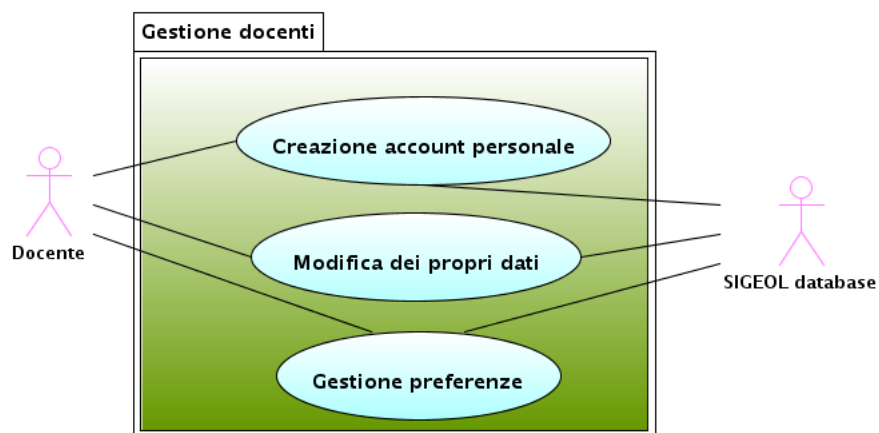 Gestione docenti
Creazione account personale
Docente
Modifica dei propri dati
SIGEOL database
Gestione preferenze